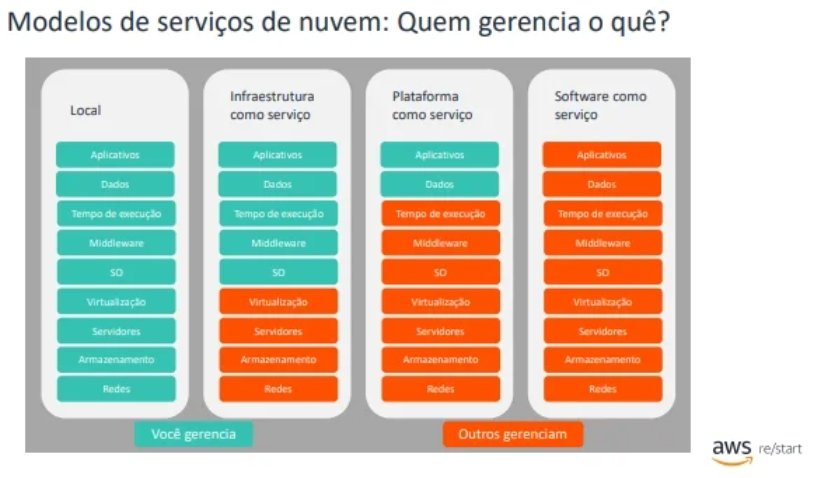 Modelos de serviços de nuvem: Quem gerencia o quê?
Local
Aplicativos
Dados
Tempo de execução
Middleware
SO
Virtualização
Servidores
Armazenamento
Redes
Infraestrutura
como serviço
Aplicativos
Dados
Tempo de execução
Middleware
SO
Virtualização
Servidores
Armazenamento
Redes
Plataforma
como serviço
Aplicativos
Dados
Tempo de execução
Middleware
SO
Virtualização
Servidores
Armazenamento
Redes
Software como
serviço
Aplicativos
Dados
Tempo de execução
Middleware
SO
Virtualização
Servidores
Armazenamento
Redes
Você gerencia
Outros gerenciam
aws re/start